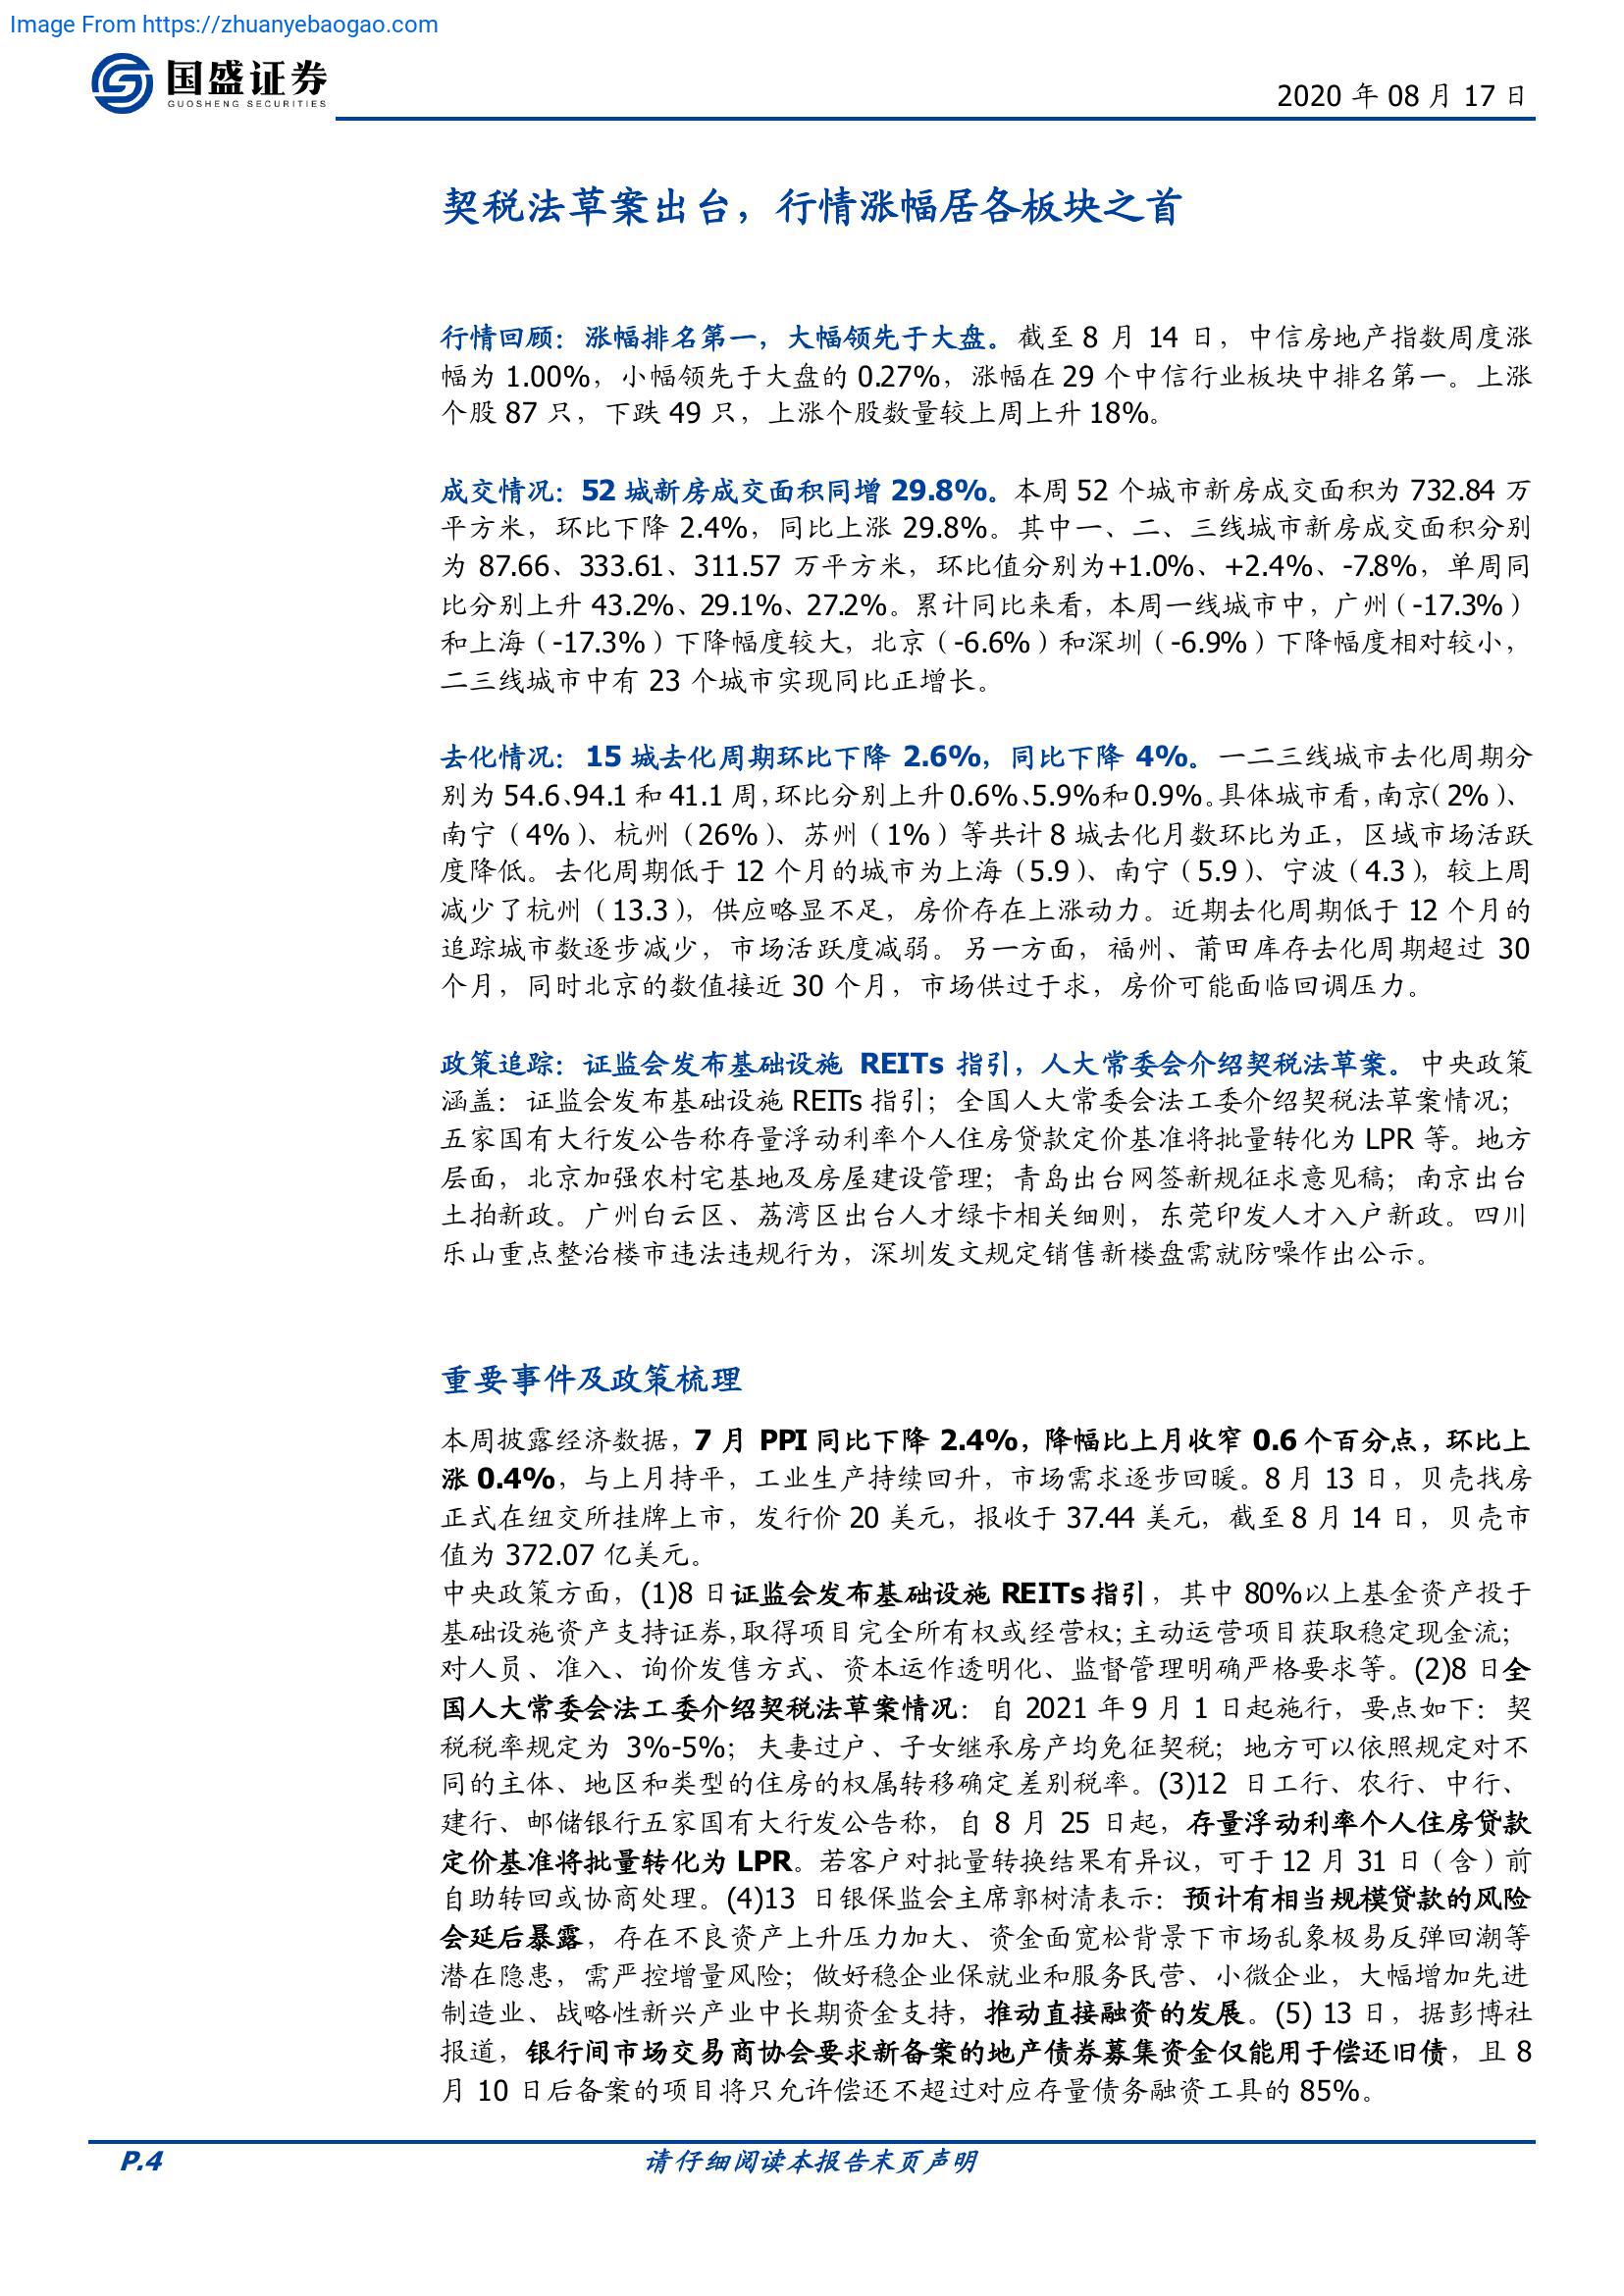 Image From https://zhuanyebaogao.com
国盛证券
GUOSHENG SECURITIES
2020 年 08 月 17 日
契税法草案出台，行情涨幅居各板块之首
行情回顾：涨幅排名第一，大幅领先于大盘。截至 8 月 14 日，中信房地产指数周度涨
幅为 1.00%，小幅领先于大盘的 0.27%，涨幅在 29 个中信行业板块中排名第一。上涨
个股 87 只，下跌 49 只，上涨个股数量较上周上升 18%。
成交情况：52 城新房成交面积同增 29.8%。本周 52 个城市新房成交面积为 732.84 万
平方米，环比下降 2.4%，同比上涨 29.8%。其中一、二、三线城市新房成交面积分别
为 87.66、333.61、311.57 万平方米，环比值分别为+1.0%、+2.4%、-7.8%，单周同
比分别上升 43.2%、29.1%、27.2%。累计同比来看，本周一线城市中，广州（-17.3%）
和上海（-17.3%）下降幅度较大，北京（-6.6%）和深圳（-6.9%）下降幅度相对较小，
二三线城市中有 23 个城市实现同比正增长。
去化情况：15 城去化周期环比下降 2.6%，同比下降 4%。一二三线城市去化周期分
别为 54.6、94.1 和 41.1 周，环比分别上升 0.6%、5.9%和 0.9%。具体城市看，南京（2%）、
南宁（4%）、杭州（26%）、苏州（1%）等共计 8 城去化月数环比为正，区域市场活跃
度降低。去化周期低于 12 个月的城市为上海（5.9）、南宁（5.9）、宁波（4.3），较上周
减少了杭州（13.3），供应略显不足，房价存在上涨动力。近期去化周期低于 12 个月的
追踪城市数逐步减少，市场活跃度减弱。另一方面，福州、莆田库存去化周期超过 30
个月，同时北京的数值接近 30 个月，市场供过于求，房价可能面临回调压力。
政策追踪：证监会发布基础设施 REITs 指引，人大常委会介绍契税法草案。中央政策
涵盖：证监会发布基础设施 REITs 指引；全国人大常委会法工委介绍契税法草案情况；
五家国有大行发公告称存量浮动利率个人住房贷款定价基准将批量转化为 LPR 等。地方
层面，北京加强农村宅基地及房屋建设管理；青岛出台网签新规征求意见稿；南京出台
土拍新政。广州白云区、荔湾区出台人才绿卡相关细则，东莞印发人才入户新政。四川
乐山重点整治楼市违法违规行为，深圳发文规定销售新楼盘需就防噪作出公示。
重要事件及政策梳理
本周披露经济数据，7 月 PPI 同比下降 2.4%，降幅比上月收窄 0.6 个百分点，环比上
涨 0.4%，与上月持平，工业生产持续回升，市场需求逐步回暖。8 月 13 日，贝壳找房
正式在纽交所挂牌上市，发行价 20 美元，报收于 37.44 美元，截至 8 月 14 日，贝壳市
值为 372.07 亿美元。
中央政策方面，(1)8 日证监会发布基础设施 REITs 指引，其中 80%以上基金资产投于
基础设施资产支持证券，取得项目完全所有权或经营权；主动运营项目获取稳定现金流；
对人员、准入、询价发售方式、资本运作透明化、监督管理明确严格要求等。(2)8 日全
国人大常委会法工委介绍契税法草案情况：自 2021 年 9 月 1 日起施行，要点如下：契
税税率规定为 3%-5%；夫妻过户、子女继承房产均免征契税；地方可以依照规定对不
同的主体、地区和类型的住房的权属转移确定差别税率。(3)12 日工行、农行、中行、
建行、邮储银行五家国有大行发公告称，自 8 月 25 日起，存量浮动利率个人住房贷款
定价基准将批量转化为 LPR。若客户对批量转换结果有异议，可于 12 月 31 日（含）前
自助转回或协商处理。(4)13 日银保监会主席郭树清表示：预计有相当规模贷款的风险
会延后暴露，存在不良资产上升压力加大、资金面宽松背景下市场乱象极易反弹回潮等
潜在隐患，需严控增量风险；做好稳企业保就业和服务民营、小微企业，大幅增加先进
制造业、战略性新兴产业中长期资金支持，推动直接融资的发展。(5) 13 日，据彭博社
报道，银行间市场交易商协会要求新备案的地产债券募集资金仅能用于偿还旧债，且 8
月 10 日后备案的项目将只允许偿还不超过对应存量债务融资工具的 85%。
P.4
请仔细阅读本报告末页声明